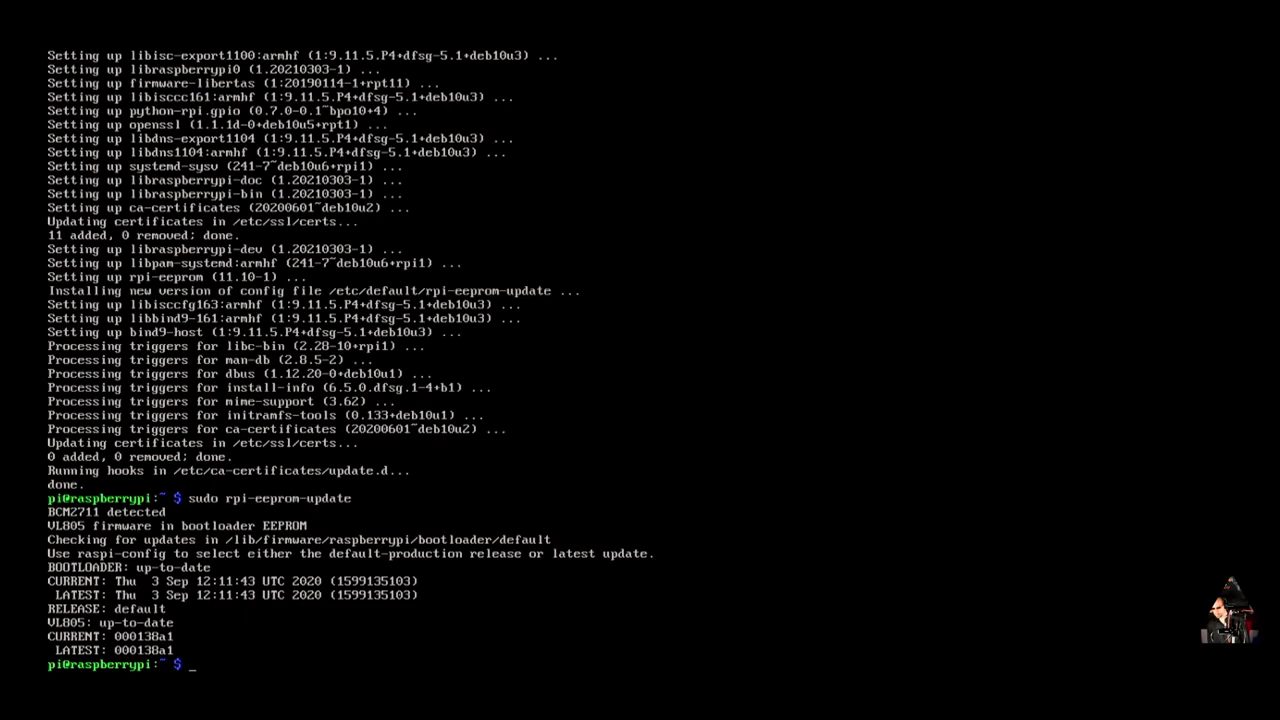 Setting up libisc-export1100:armhf (1:9.11.5.P4+dfsg-5.1+deb10u3) ...
Setting up libraspberrypi0 (1.20210303-1) ...
Setting up firmware-libertas (1:20190114-1+rpt11) ...
Setting up libisccc161:armhf (1:9.11.5.P4+dfsg-5.1+deb10u3) ...
Setting up python-rpi.gpio (0.7.0-0.1~bpo10+4) ...
Setting up openssl (1.1.1d-0+deb10u5+rpt1) ...
Setting up libdns-export1104 (1:9.11.5.P4+dfsg-5.1+deb10u3) ...
Setting up libdns1104:armhf (1:9.11.5.P4+dfsg-5.1+deb10u3) ...
Setting up systemd-sysv (241-7~deb10u6+rpi1) ...
Setting up libraspberrypi-doc (1.20210303-1) ...
Setting up libraspberrypi-bin (1.20210303-1) ...
Setting up ca-certificates (20200601~deb10u2) ...
Updating certificates in /etc/ssl/certs...
11 added, 0 removed; done.
Setting up libraspberrypi-dev (1.20210303-1) ...
Setting up libpam-systemd:armhf (241-7~deb10u6+rpi1) ...
Setting up rpi-eeprom (11.10-1) ...
Installing new version of config file /etc/default/rpi-eeprom-update ...
Setting up libisccfg163:armhf (1:9.11.5.P4+dfsg-5.1+deb10u3) ...
Setting up libbind9-161:armhf (1:9.11.5.P4+dfsg-5.1+deb10u3) ...
Setting up bind9-host (1:9.11.5.P4+dfsg-5.1+deb10u3) ...
Processing triggers for libc-bin (2.28-10+rpi1) ...
Processing triggers for man-db (2.8.5-2) ...
Processing triggers for dbus (1.12.20-0+deb10u1) ...
Processing triggers for install-info (6.5.0.dfsg.1-4+b1) ...
Processing triggers for mime-support (3.62) ...
Processing triggers for initramfs-tools (0.133+deb10u1) ...
Processing triggers for ca-certificates (20200601~deb10u2) ...
Updating certificates in /etc/ssl/certs...
0 added, 0 removed; done.
Running hooks in /etc/ca-certificates/update.d...
done.
pi@raspberrypi:~ $ sudo rpi-eeprom-update
BCM2711 detected
VL805 firmware in bootloader EEPROM
Checking for updates in /lib/firmware/raspberrypi/bootloader/default
Use raspi-config to select either the default-production release or latest update.
BOOTLOADER: up-to-date
CURRENT: Thu  3 Sep 12:11:43 UTC 2020 (1599135103)
 LATEST: Thu  3 Sep 12:11:43 UTC 2020 (1599135103)
RELEASE: default
VL805: up-to-date
CURRENT: 000138a1
 LATEST: 000138a1
pi@raspberrypi:~ $ _